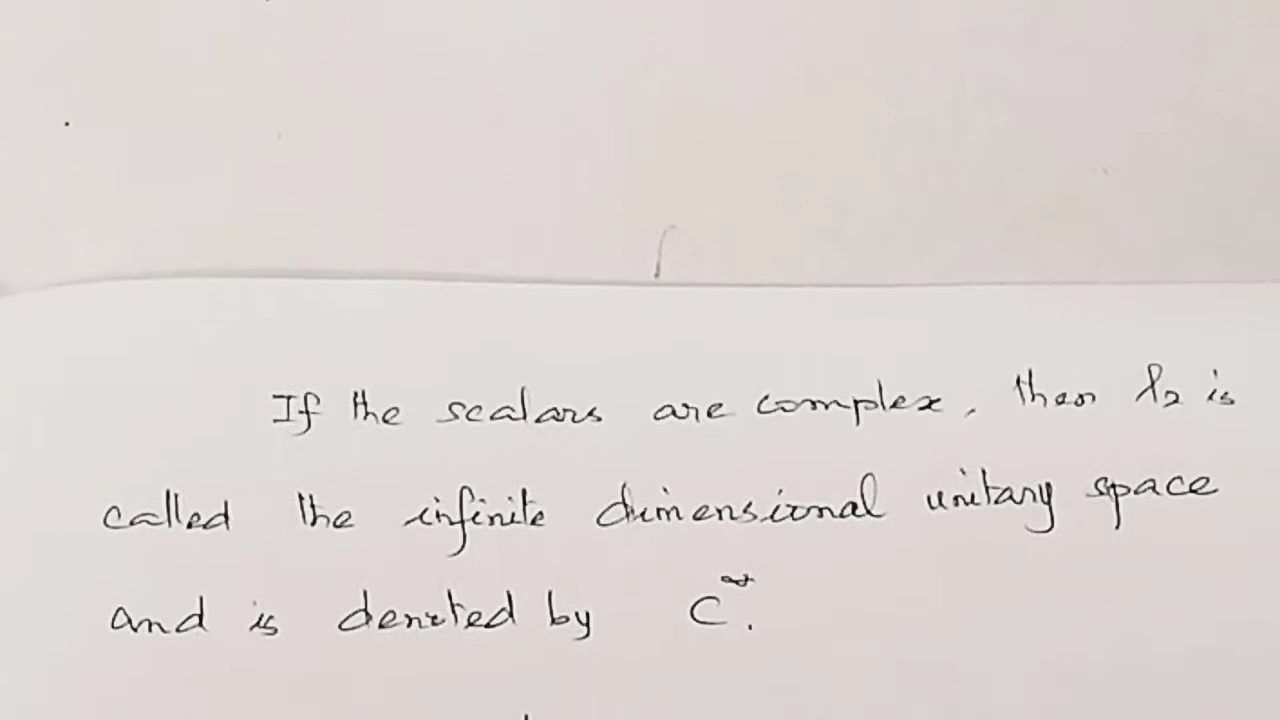 If the scalars are complex, then l₂ is
called the infinite dimensional unitary space
and is denoted by C^∞.